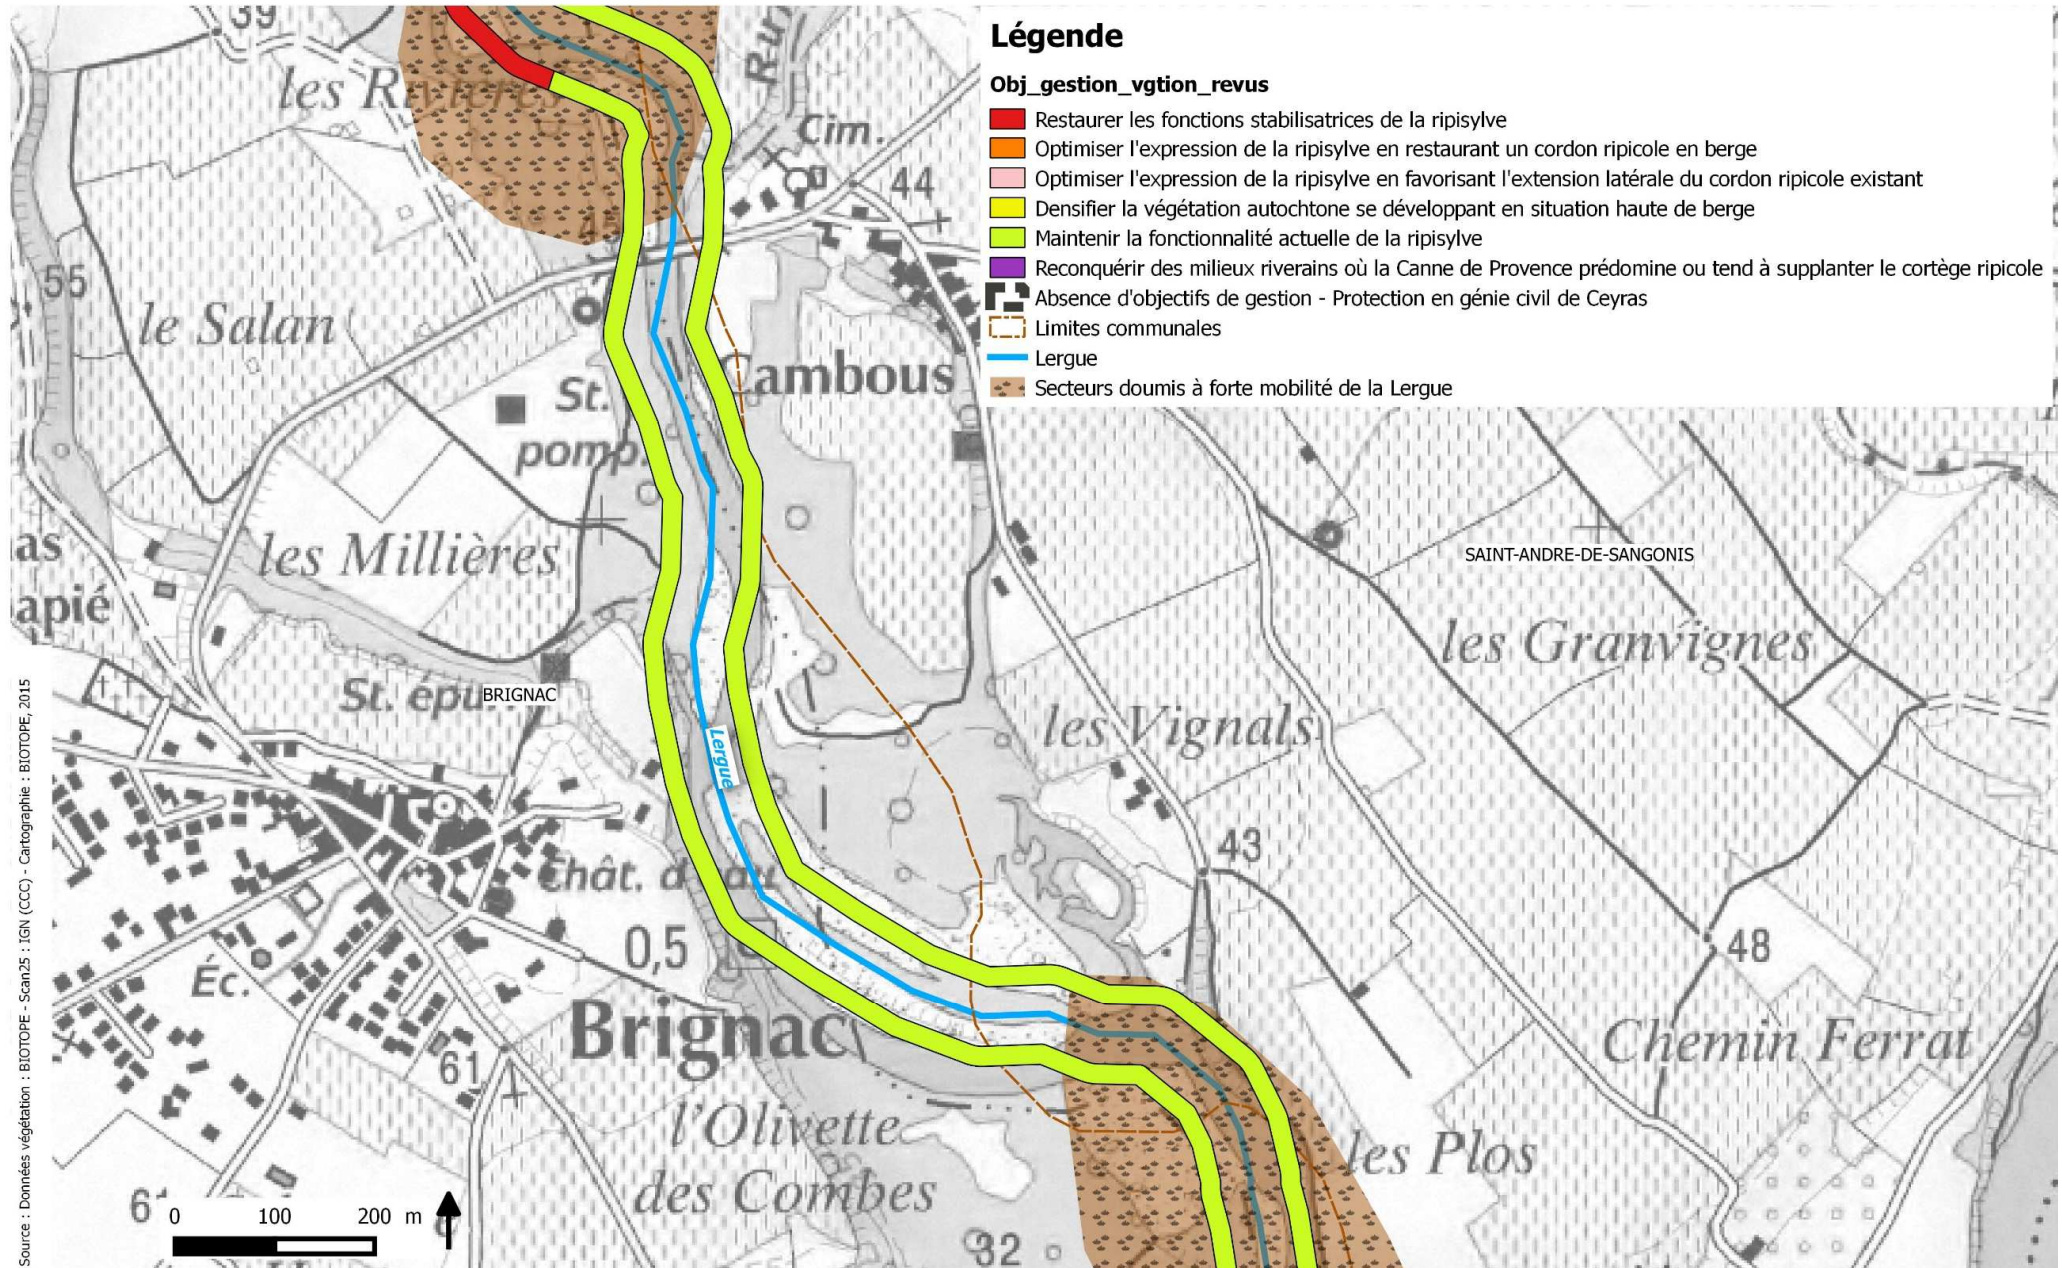 Légende
Obj_gestion_vgtion_revus
Restaurer les fonctions stabilisatrices de la ripisylve
Optimiser l'expression de la ripisylve en restaurant un cordon ripicole en berge
Optimiser l'expression de la ripisylve en favorisant l'extension latérale du cordon ripicole existant
Densifier la végétation autochtone se développant en situation haute de berge
Maintenir la fonctionnalité actuelle de la ripisylve
Reconquérir des milieux riverains où la Canne de Provence prédomine ou tend à supplanter le cortège ripicole
Absence d'objectifs de gestion - Protection en génie civil de Ceyras
Limites communales
Lergue
Secteurs doumis à forte mobilité de la Lergue
39
les Rivières
Cim.
44
45
55
le Salan
Cambous
St.
pomp.
les Millières
as
apié
SAINT-ANDRE-DE-SANGONIS
les Granvignes
St. épu.
BRIGNAC
les Vignals
Lergue
43
Chât. d'eau
0,5
48
Éc.
Brignac
Chemin Ferrat
61
l'Olivette
des Combes
les Plos
32
0 100 200 m
Source : Données végétation : BIOTOPE - Scan25 : IGN (CCC) - Cartographie : BIOTOPE, 2015